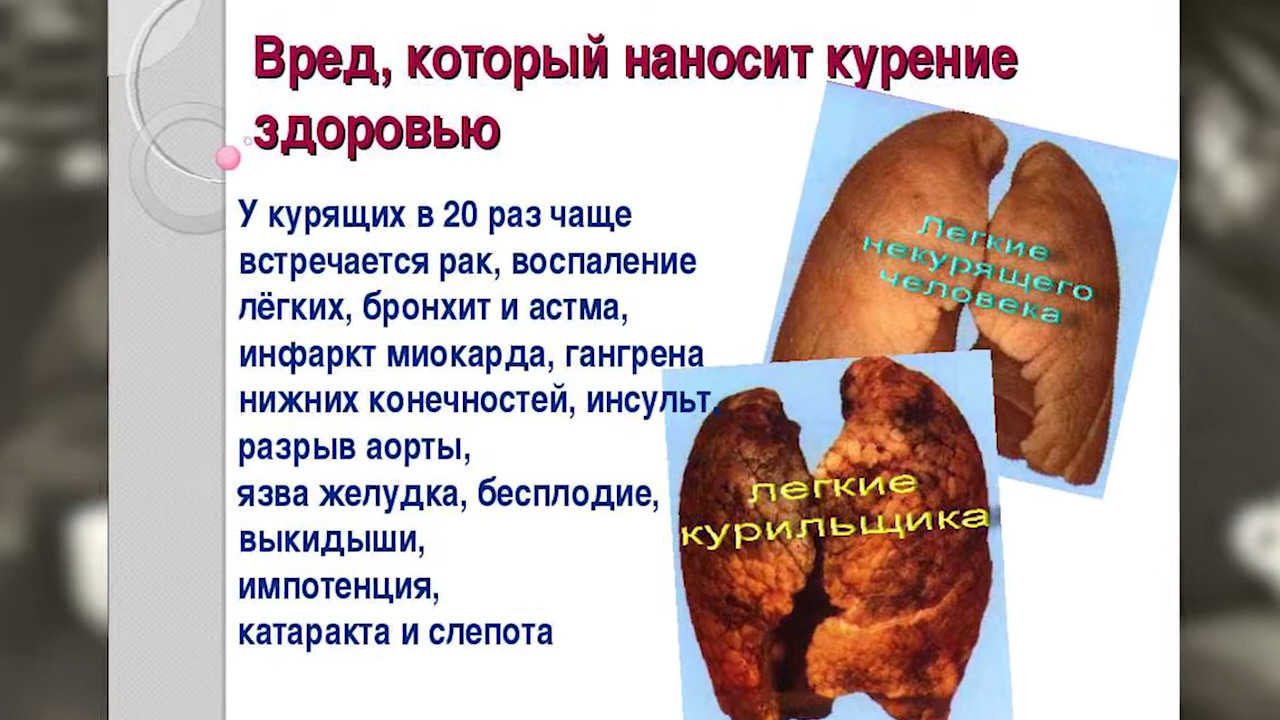 Вред, который наносит курение
здоровью
У курящих в 20 раз чаще
встречается рак, воспаление
лёгких, бронхит и астма,
инфаркт миокарда, гангрена
нижних конечностей, инсульт,
разрыв аорты,
язва желудка, бесплодие,
выкидыши,
импотенция,
катаракта и слепота
Легкие
некурящего
человека
легкие
курильщика